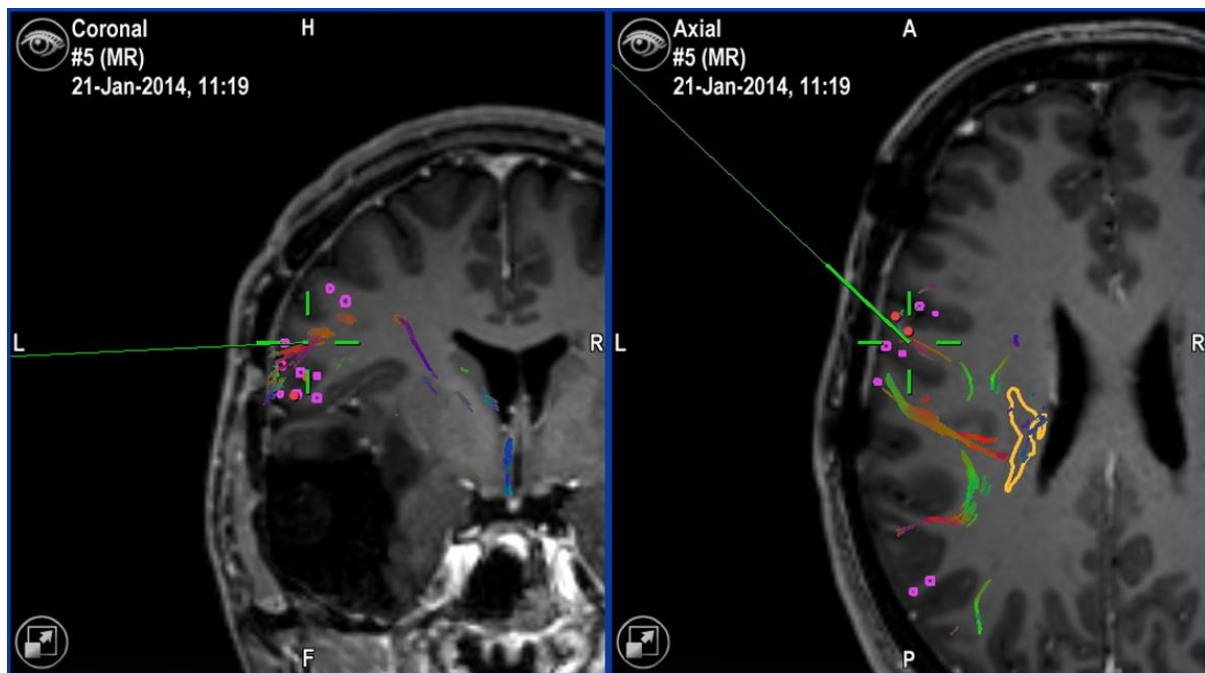 Coronal
#5 (MR)
21-Jan-2014, 11:19
H
L
R
F
Axial
#5 (MR)
21-Jan-2014, 11:19
A
L
R
P